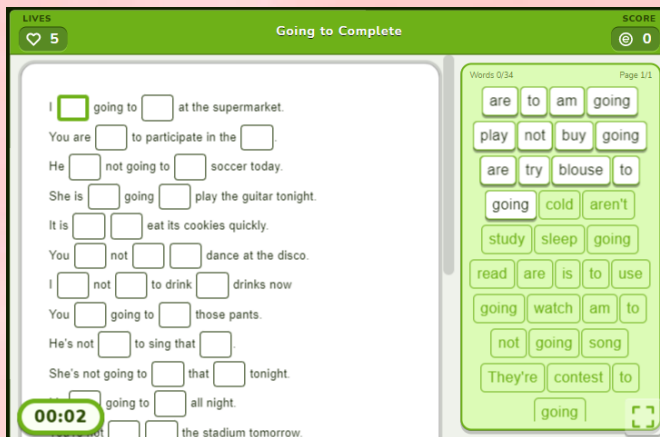 LIVES
5
Going to Complete
SCORE
0
I going to at the supermarket.
You are to participate in the .
He not going to soccer today.
She is going play the guitar tonight.
It is eat its cookies quickly.
You not dance at the disco.
I not to drink drinks now
You going to those pants.
He's not to sing that .
She's not going to that tonight.
going to all night.
not the stadium tomorrow.
00:02
Words 0/34 Page 1/1
are to am going
play not buy going
are try blouse to
going cold aren't
study sleep going
read are is to use
going watch am to
not going song
They're contest to
going